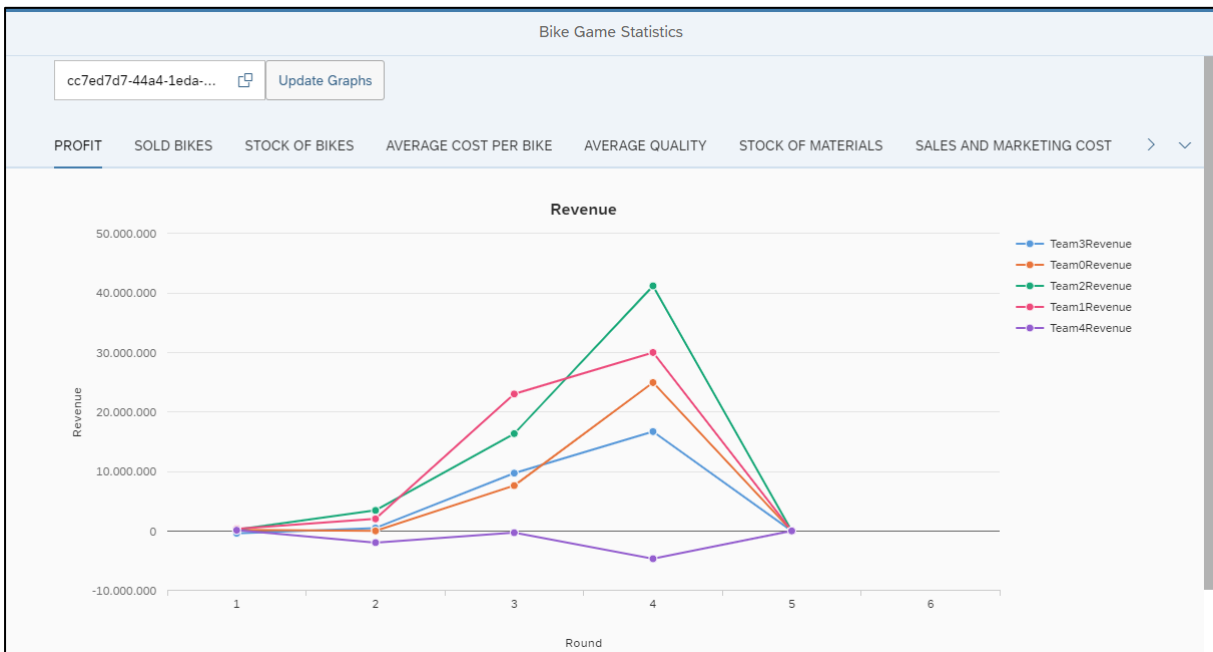 Bike Game Statistics
cc7ed7d7-44a4-1eda-...
Update Graphs
PROFIT SOLD BIKES STOCK OF BIKES AVERAGE COST PER BIKE AVERAGE QUALITY STOCK OF MATERIALS SALES AND MARKETING COST
Revenue
50.000.000
40.000.000
30.000.000
20.000.000
10.000.000
0
-10.000.000
Revenue
1 2 3 4 5 6
Round
Team3Revenue
Team0Revenue
Team2Revenue
Team1Revenue
Team4Revenue